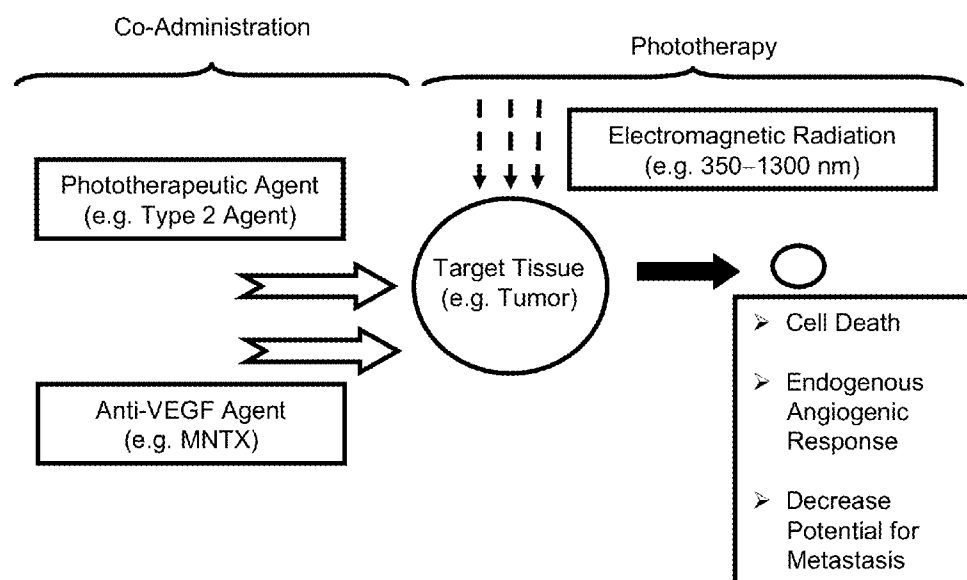 Co-Administration
Phototherapy
Electromagnetic Radiation
(e.g. 350–1300 nm)
Phototherapeutic Agent
(e.g. Type 2 Agent)
Target Tissue
(e.g. Tumor)
Anti-VEGF Agent
(e.g. MNTX)
➢ Cell Death
➢ Endogenous
Angiogenic
Response
➢ Decrease
Potential for
Metastasis